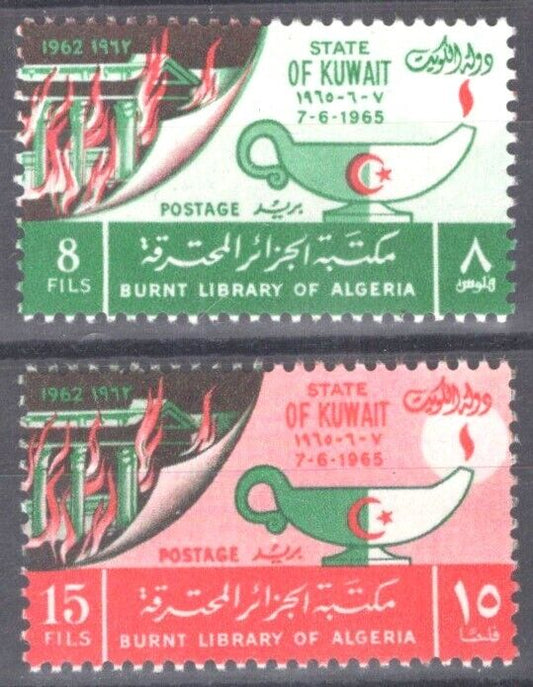 1962 ١٩٦٢
STATE
OF KUWAIT
١٩٦٥-٦-٧
7-6-1965
دولة الكويت
POSTAGE بريد
8
FILS
مكتبة الجزائر المحترقة
BURNT LIBRARY OF ALGERIA
٨
فلوس
1962 ١٩٦٢
STATE
OF KUWAIT
١٩٦٥-٦-٧
7-6-1965
دولة الكويت
POSTAGE بريد
15
FILS
مكتبة الجزائر المحترقة
BURNT LIBRARY OF ALGERIA
١٥
فلسًا